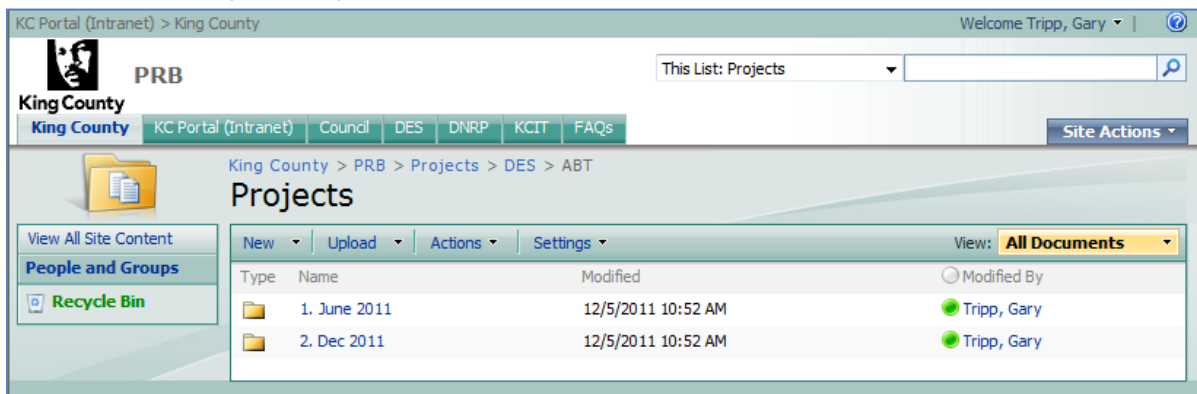 KC Portal (Intranet) > King County Welcome Tripp, Gary |
PRB This List: Projects
King County
King County KC Portal (Intranet) Council DES DNRP KCIT FAQs Site Actions
King County > PRB > Projects > DES > ABT
Projects
View All Site Content New Upload Actions Settings View: All Documents
People and Groups Type Name Modified Modified By
Recycle Bin 1. June 2011 12/5/2011 10:52 AM Tripp, Gary
2. Dec 2011 12/5/2011 10:52 AM Tripp, Gary